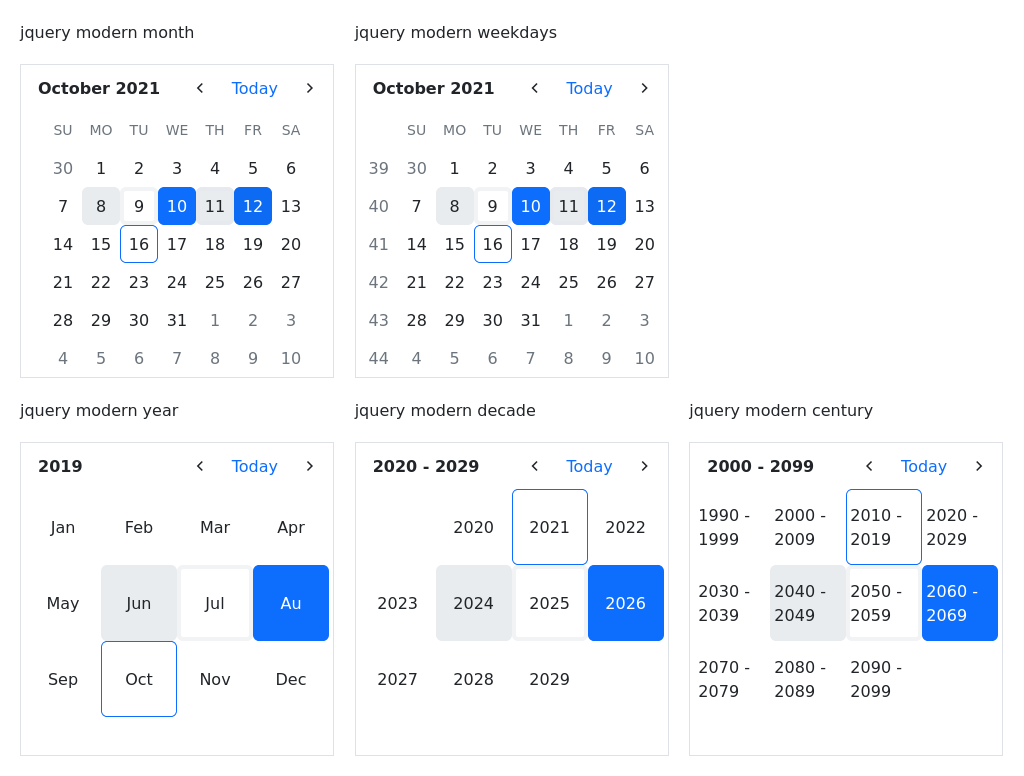 jquery modern month
October 2021 Today
SU MO TU WE TH FR SA
30 1 2 3 4 5 6
7 8 9 10 11 12 13
14 15 16 17 18 19 20
21 22 23 24 25 26 27
28 29 30 31 1 2 3
4 5 6 7 8 9 10
jquery modern weekdays
October 2021 Today
SU MO TU WE TH FR SA
39 30 1 2 3 4 5 6
40 7 8 9 10 11 12 13
41 14 15 16 17 18 19 20
42 21 22 23 24 25 26 27
43 28 29 30 31 1 2 3
44 4 5 6 7 8 9 10
jquery modern year
2019 Today
Jan Feb Mar Apr
May Jun Jul Au
Sep Oct Nov Dec
jquery modern decade
2020 - 2029 Today
2020 2021 2022
2023 2024 2025 2026
2027 2028 2029
jquery modern century
2000 - 2099 Today
1990 - 2000 - 2010 - 2020 -
1999 2009 2019 2029
2030 - 2040 - 2050 - 2060 -
2039 2049 2059 2069
2070 - 2080 - 2090 -
2079 2089 2099